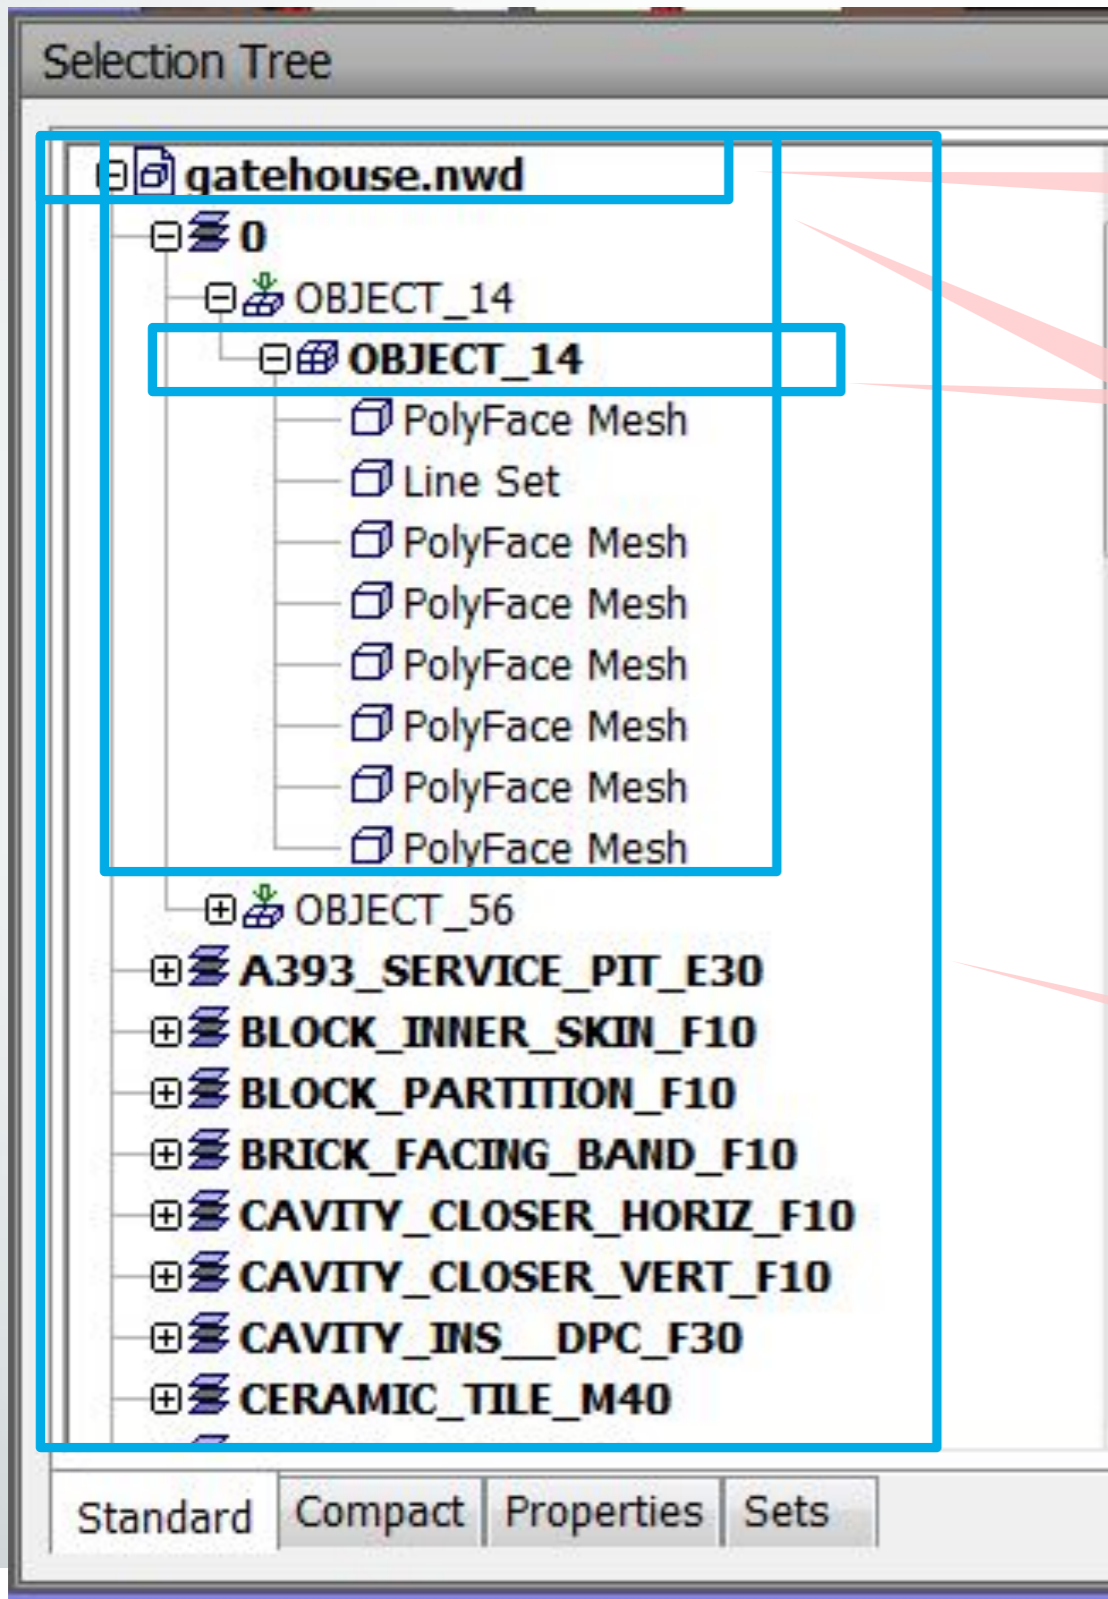 Selection Tree
gatehouse.nwd
0
OBJECT_14
OBJECT_14
PolyFace Mesh
Line Set
PolyFace Mesh
PolyFace Mesh
PolyFace Mesh
PolyFace Mesh
PolyFace Mesh
PolyFace Mesh
OBJECT_56
A393_SERVICE_PIT_E30
BLOCK_INNER_SKIN_F10
BLOCK_PARTITION_F10
BRICK_FACING_BAND_F10
CAVITY_CLOSER_HORIZ_F10
CAVITY_CLOSER_VERT_F10
CAVITY_INS__DPC_F30
CERAMIC_TILE_M40
Standard Compact Properties Sets